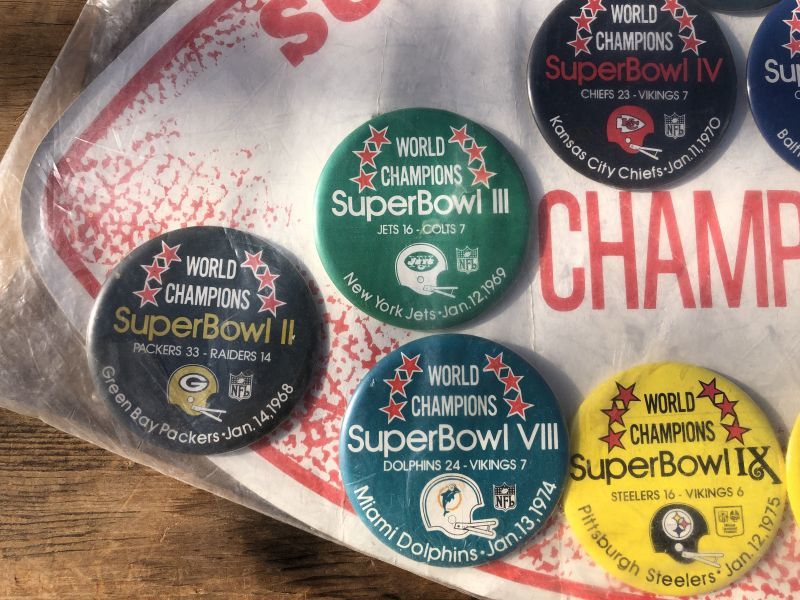 WORLD
CHAMPIONS
SuperBowl IV
CHIEFS 23 - VIKINGS 7
NFL
Kansas City Chiefs • Jan. 11, 1970
WORLD
CHAMPIONS
SuperBowl III
JETS 16 - COLTS 7
JETS
NFL
New York Jets • Jan. 12, 1969
CHAMP
WORLD
CHAMPIONS
SuperBowl II
PACKERS 33 - RAIDERS 14
G
NFL
Green Bay Packers • Jan. 14, 1968
WORLD
CHAMPIONS
SuperBowl VIII
DOLPHINS 24 - VIKINGS 7
NFL
Miami Dolphins • Jan. 13, 1974
WORLD
CHAMPIONS
SuperBowl IX
STEELERS 16 - VIKINGS 6
Pittsburgh Steelers • Jan. 12, 1975